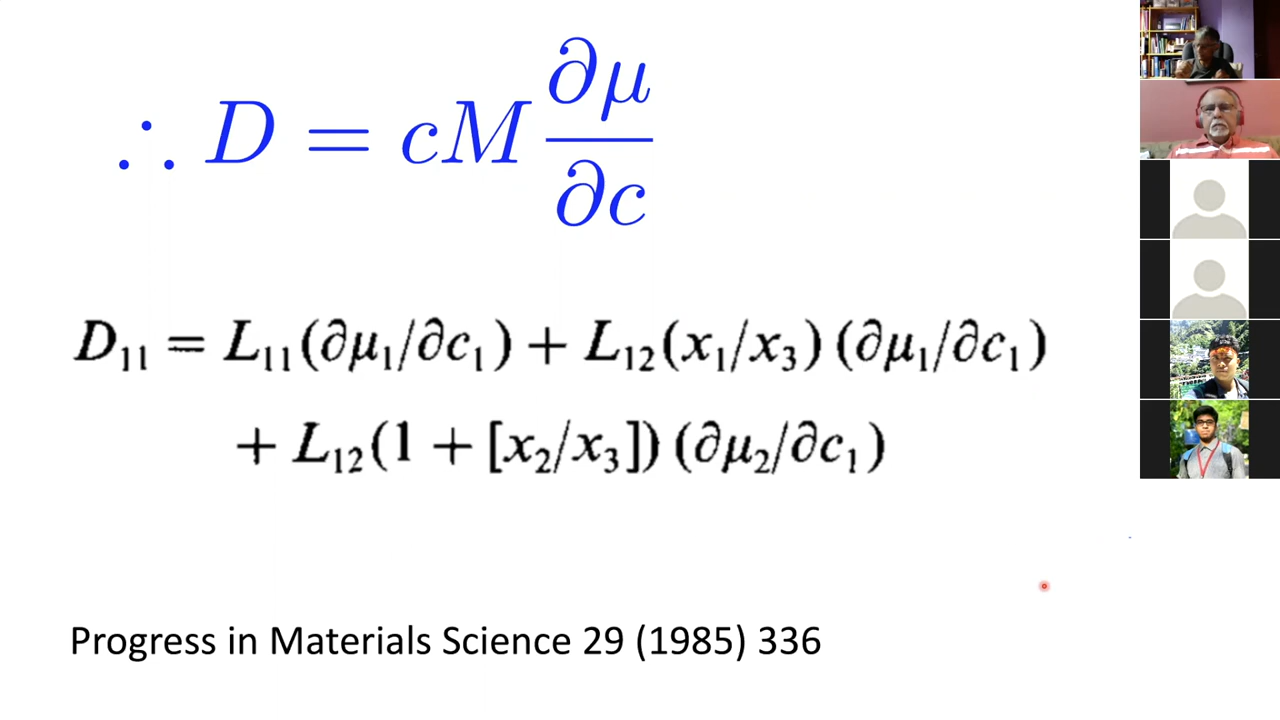 ∴ D = cM ∂μ/∂c
D₁₁ = L₁₁(∂μ₁/∂c₁) + L₁₂(x₁/x₃)(∂μ₁/∂c₁)
+ L₁₂(1 + [x₂/x₃])(∂μ₂/∂c₁)
Progress in Materials Science 29 (1985) 336